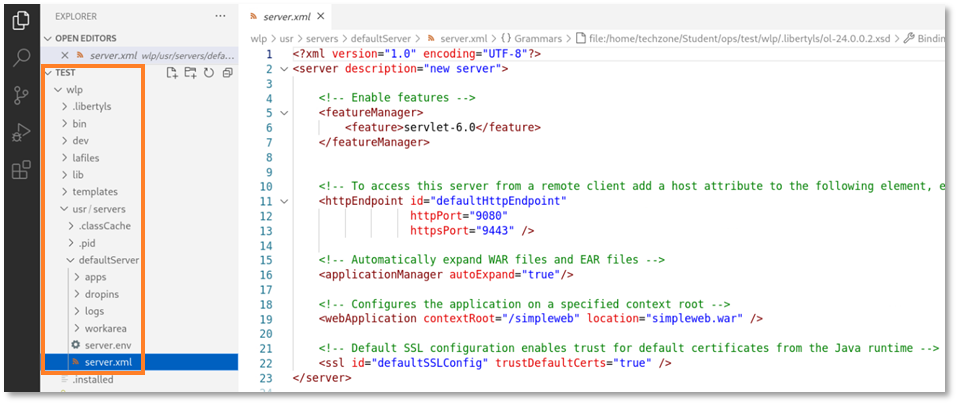 EXPLORER
OPEN EDITORS
server.xml wlp/usr/servers/defa...
TEST
wlp
.libertyls
bin
dev
lafiles
lib
templates
usr / servers
.classCache
.pid
defaultServer
apps
dropins
logs
workarea
server.env
server.xml
.installed
server.xml
wlp > usr > servers > defaultServer > server.xml > {} Grammars > file:/home/techzone/Student/ops/test/wlp/.libertyls/ol-24.0.0.2.xsd > Bindin
1 <?xml version="1.0" encoding="UTF-8"?>
2 <server description="new server">
3
4 <!-- Enable features -->
5 <featureManager>
6 <feature>servlet-6.0</feature>
7 </featureManager>
8
9
10 <!-- To access this server from a remote client add a host attribute to the following element, e
11 <httpEndpoint id="defaultHttpEndpoint"
12 httpPort="9080"
13 httpsPort="9443" />
14
15 <!-- Automatically expand WAR files and EAR files -->
16 <applicationManager autoExpand="true"/>
17
18 <!-- Configures the application on a specified context root -->
19 <webApplication contextRoot="/simpleweb" location="simpleweb.war" />
20
21 <!-- Default SSL configuration enables trust for default certificates from the Java runtime -->
22 <ssl id="defaultSSLConfig" trustDefaultCerts="true" />
23 </server>